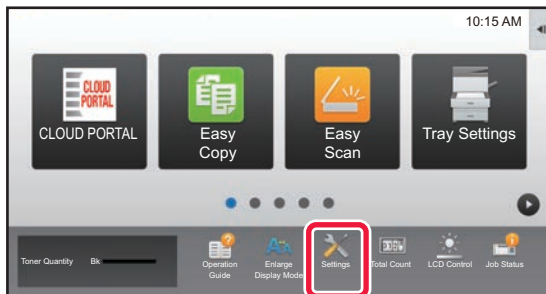 10:15 AM
CLOUD
PORTAL
CLOUD PORTAL
Easy
Copy
Easy
Scan
Tray Settings
Toner Quantity
Bk
Operation
Guide
Enlarge
Display Mode
Settings
Total Count
LCD Control
Job Status